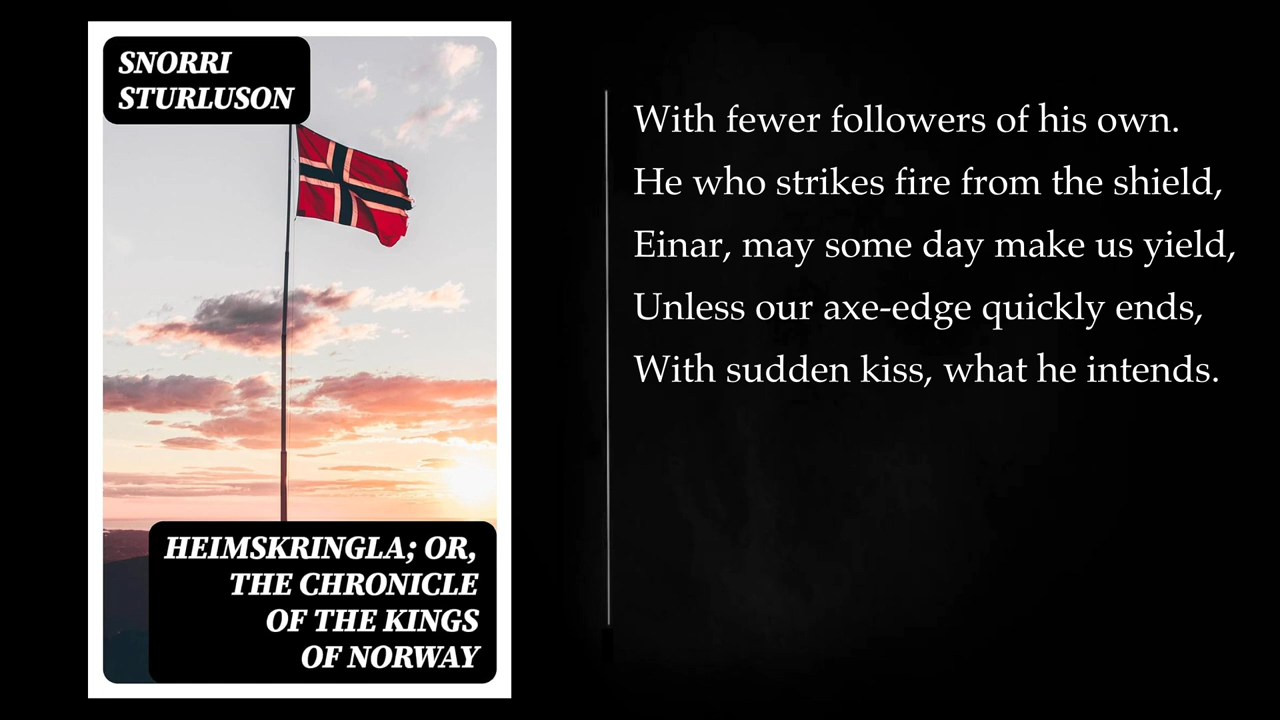 SNORRI
STURLUSON
HEIMSKRINGLA; OR,
THE CHRONICLE
OF THE KINGS
OF NORWAY
With fewer followers of his own.
He who strikes fire from the shield,
Einar, may some day make us yield,
Unless our axe-edge quickly ends,
With sudden kiss, what he intends.